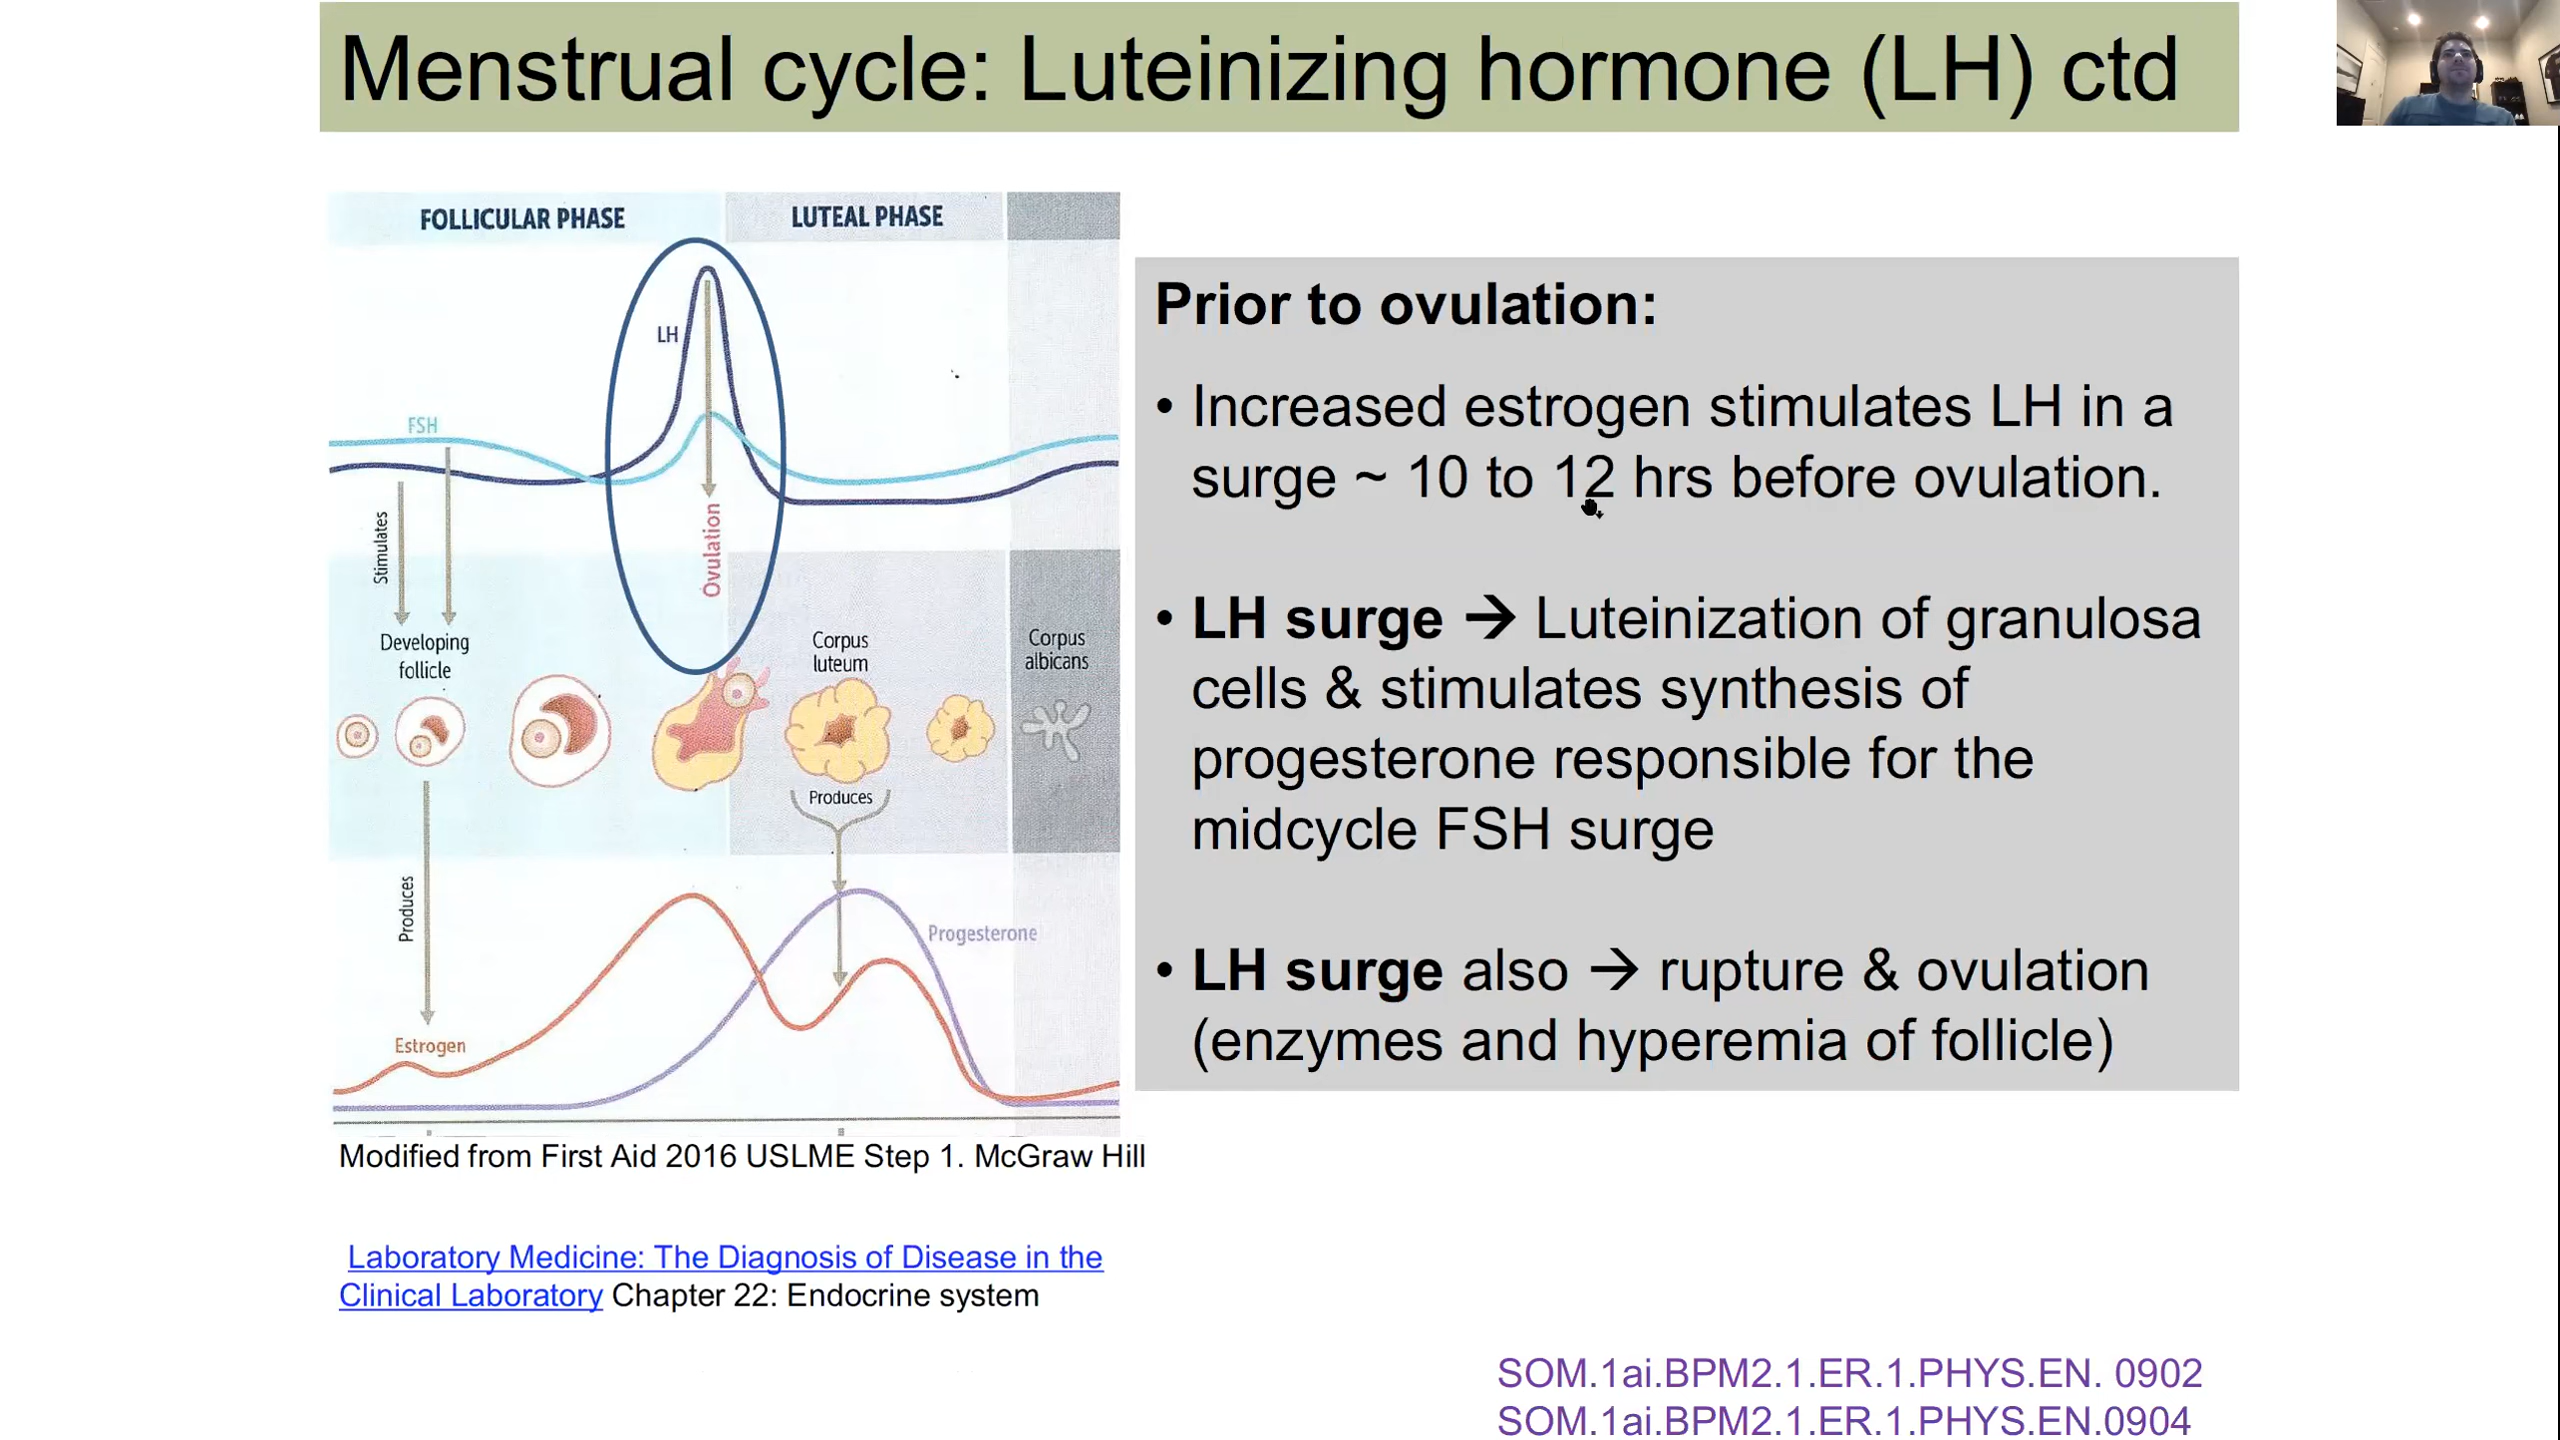 Menstrual cycle: Luteinizing hormone (LH) ctd
FOLLICULAR PHASE
LUTEAL PHASE
LH
FSH
Stimulates
Ovulation
Developing
follicle
Corpus
luteum
Corpus
albicans
Produces
Produces
Progesterone
Estrogen
Modified from First Aid 2016 USLME Step 1. McGraw Hill
Laboratory Medicine: The Diagnosis of Disease in the
Clinical Laboratory Chapter 22: Endocrine system
Prior to ovulation:
• Increased estrogen stimulates LH in a
surge ~ 10 to 12 hrs before ovulation.
• LH surge → Luteinization of granulosa
cells & stimulates synthesis of
progesterone responsible for the
midcycle FSH surge
• LH surge also → rupture & ovulation
(enzymes and hyperemia of follicle)
SOM.1ai.BPM2.1.ER.1.PHYS.EN. 0902
SOM.1ai.BPM2.1.ER.1.PHYS.EN.0904